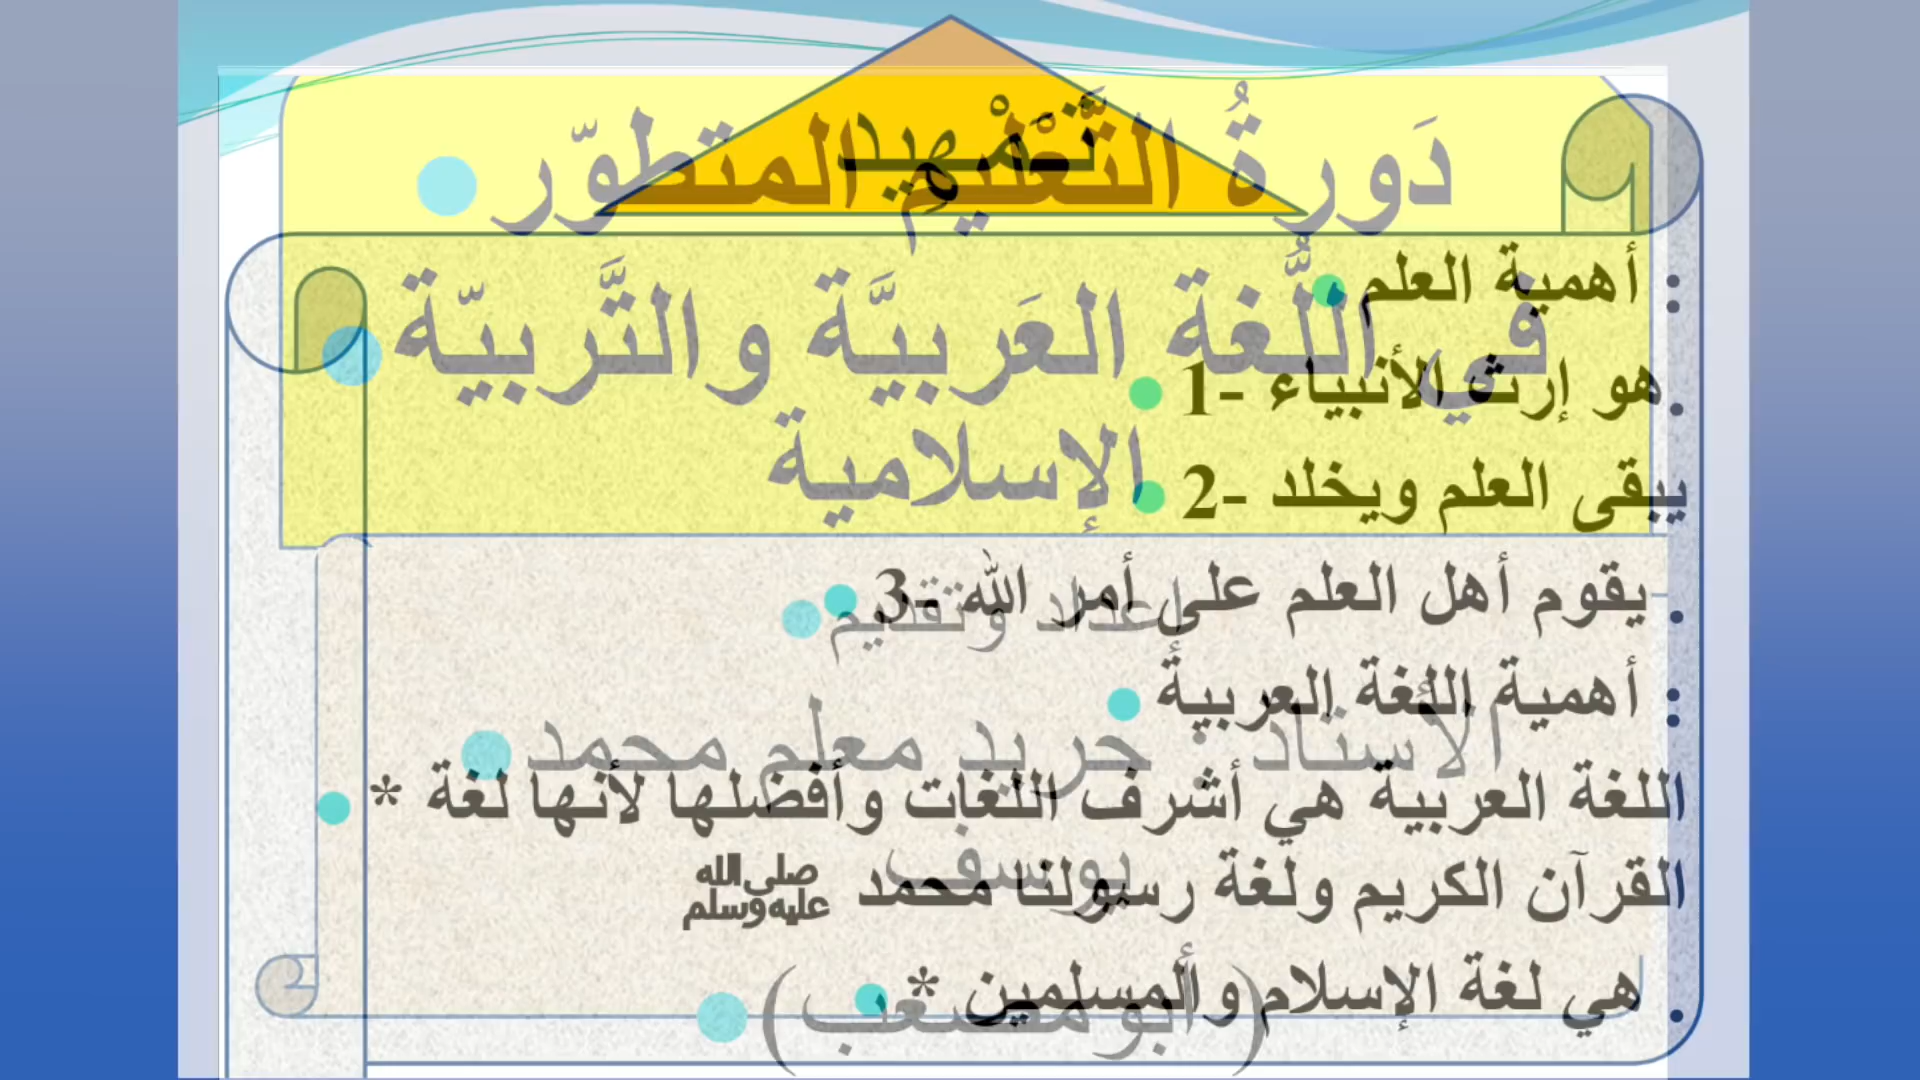 دَورةُ التَّعْليم المتطوّر
في اللُّغة العَربيَّة والتَّربيّة
الإسلامية
إعداد وتقديم
الأستاذ : جريد معلم محمد
يوسف
(أبو مصعب)
تَمْهِيد
أهمية العلم :
1- هو إرث الأنبياء .
2- يبقى العلم ويخلد
3- يقوم أهل العلم على أمر الله .
أهمية اللغة العربية :
* اللغة العربية هي أشرف اللغات وأفضلها لأنها لغة
القرآن الكريم ولغة رسولنا محمد ﷺ
* هي لغة الإسلام والمسلمين .